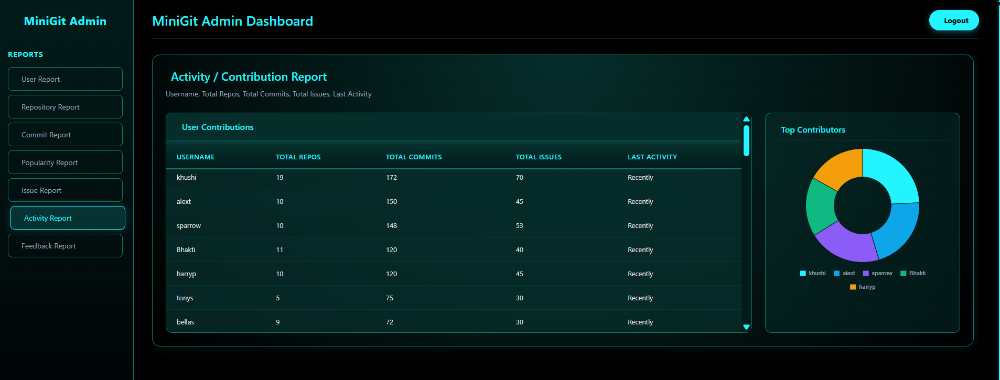 MiniGit Admin
REPORTS
User Report
Repository Report
Commit Report
Popularity Report
Issue Report
Activity Report
Feedback Report
MiniGit Admin Dashboard
Logout
Activity / Contribution Report
Username, Total Repos, Total Commits, Total Issues, Last Activity
User Contributions
USERNAME TOTAL REPOS TOTAL COMMITS TOTAL ISSUES LAST ACTIVITY
khushi 19 172 70 Recently
alext 10 150 45 Recently
sparrow 10 148 53 Recently
Bhakti 11 120 40 Recently
harryp 10 120 45 Recently
tonys 5 75 30 Recently
bellas 9 72 30 Recently
Top Contributors
khushi alext sparrow Bhakti
harryp